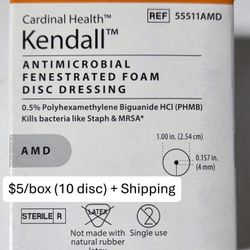 Cardinal Health™
Kendall™
REF 55511AMD
ANTIMICROBIAL
FENESTRATED FOAM
DISC DRESSING
0.5% Polyhexamethylene Biguanide HCl (PHMB)
Kills bacteria like Staph & MRSA*
AMD
1.00 in. (2.54 cm)
0.157 in.
(4 mm)
$5/box (10 disc) + Shipping
STERILE R
LATEX
2
Not made with
natural rubber
latex
Single use